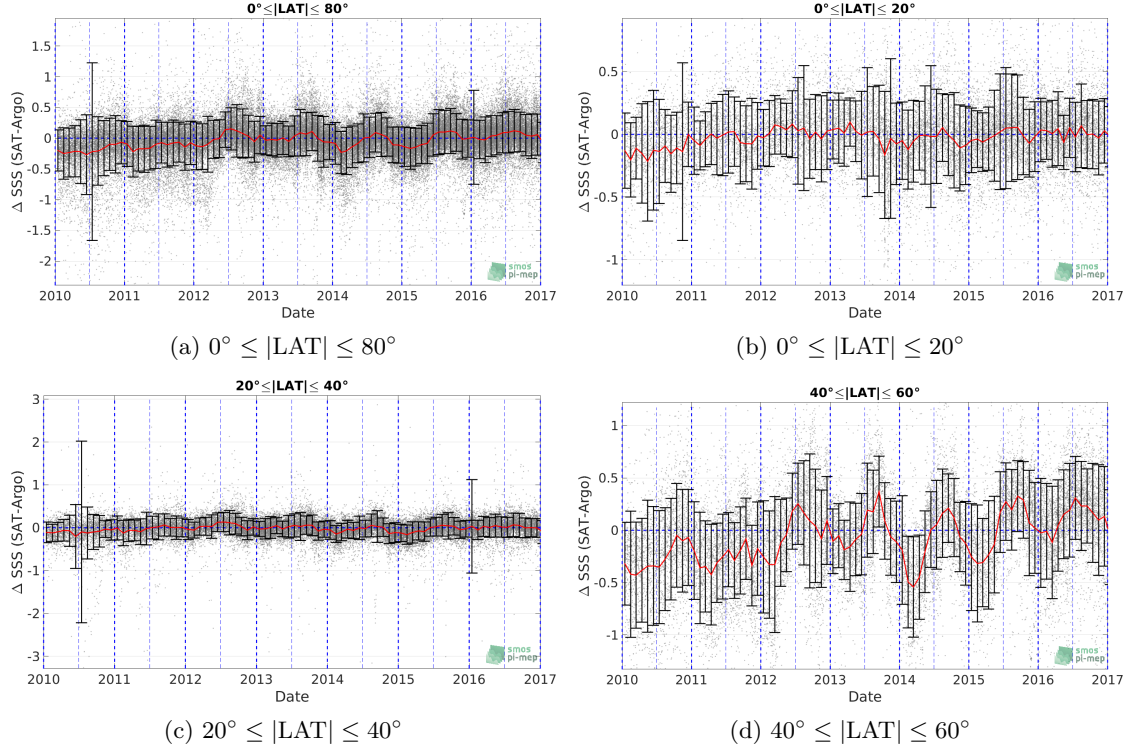 0°≤|LAT|≤ 80°
Δ SSS (SAT-Argo)
1.5
1
0.5
0
-0.5
-1
-1.5
-2
2010 2011 2012 2013 2014 2015 2016 2017
Date
smos
pi-mep
(a) 0° ≤ |LAT| ≤ 80°
0°≤|LAT|≤ 20°
Δ SSS (SAT-Argo)
0.5
0
-0.5
-1
2010 2011 2012 2013 2014 2015 2016 2017
Date
smos
pi-mep
(b) 0° ≤ |LAT| ≤ 20°
20°≤|LAT|≤ 40°
Δ SSS (SAT-Argo)
3
2
1
0
-1
-2
-3
2010 2011 2012 2013 2014 2015 2016 2017
Date
smos
pi-mep
(c) 20° ≤ |LAT| ≤ 40°
40°≤|LAT|≤ 60°
Δ SSS (SAT-Argo)
1
0.5
0
-0.5
-1
2010 2011 2012 2013 2014 2015 2016 2017
Date
smos
pi-mep
(d) 40° ≤ |LAT| ≤ 60°